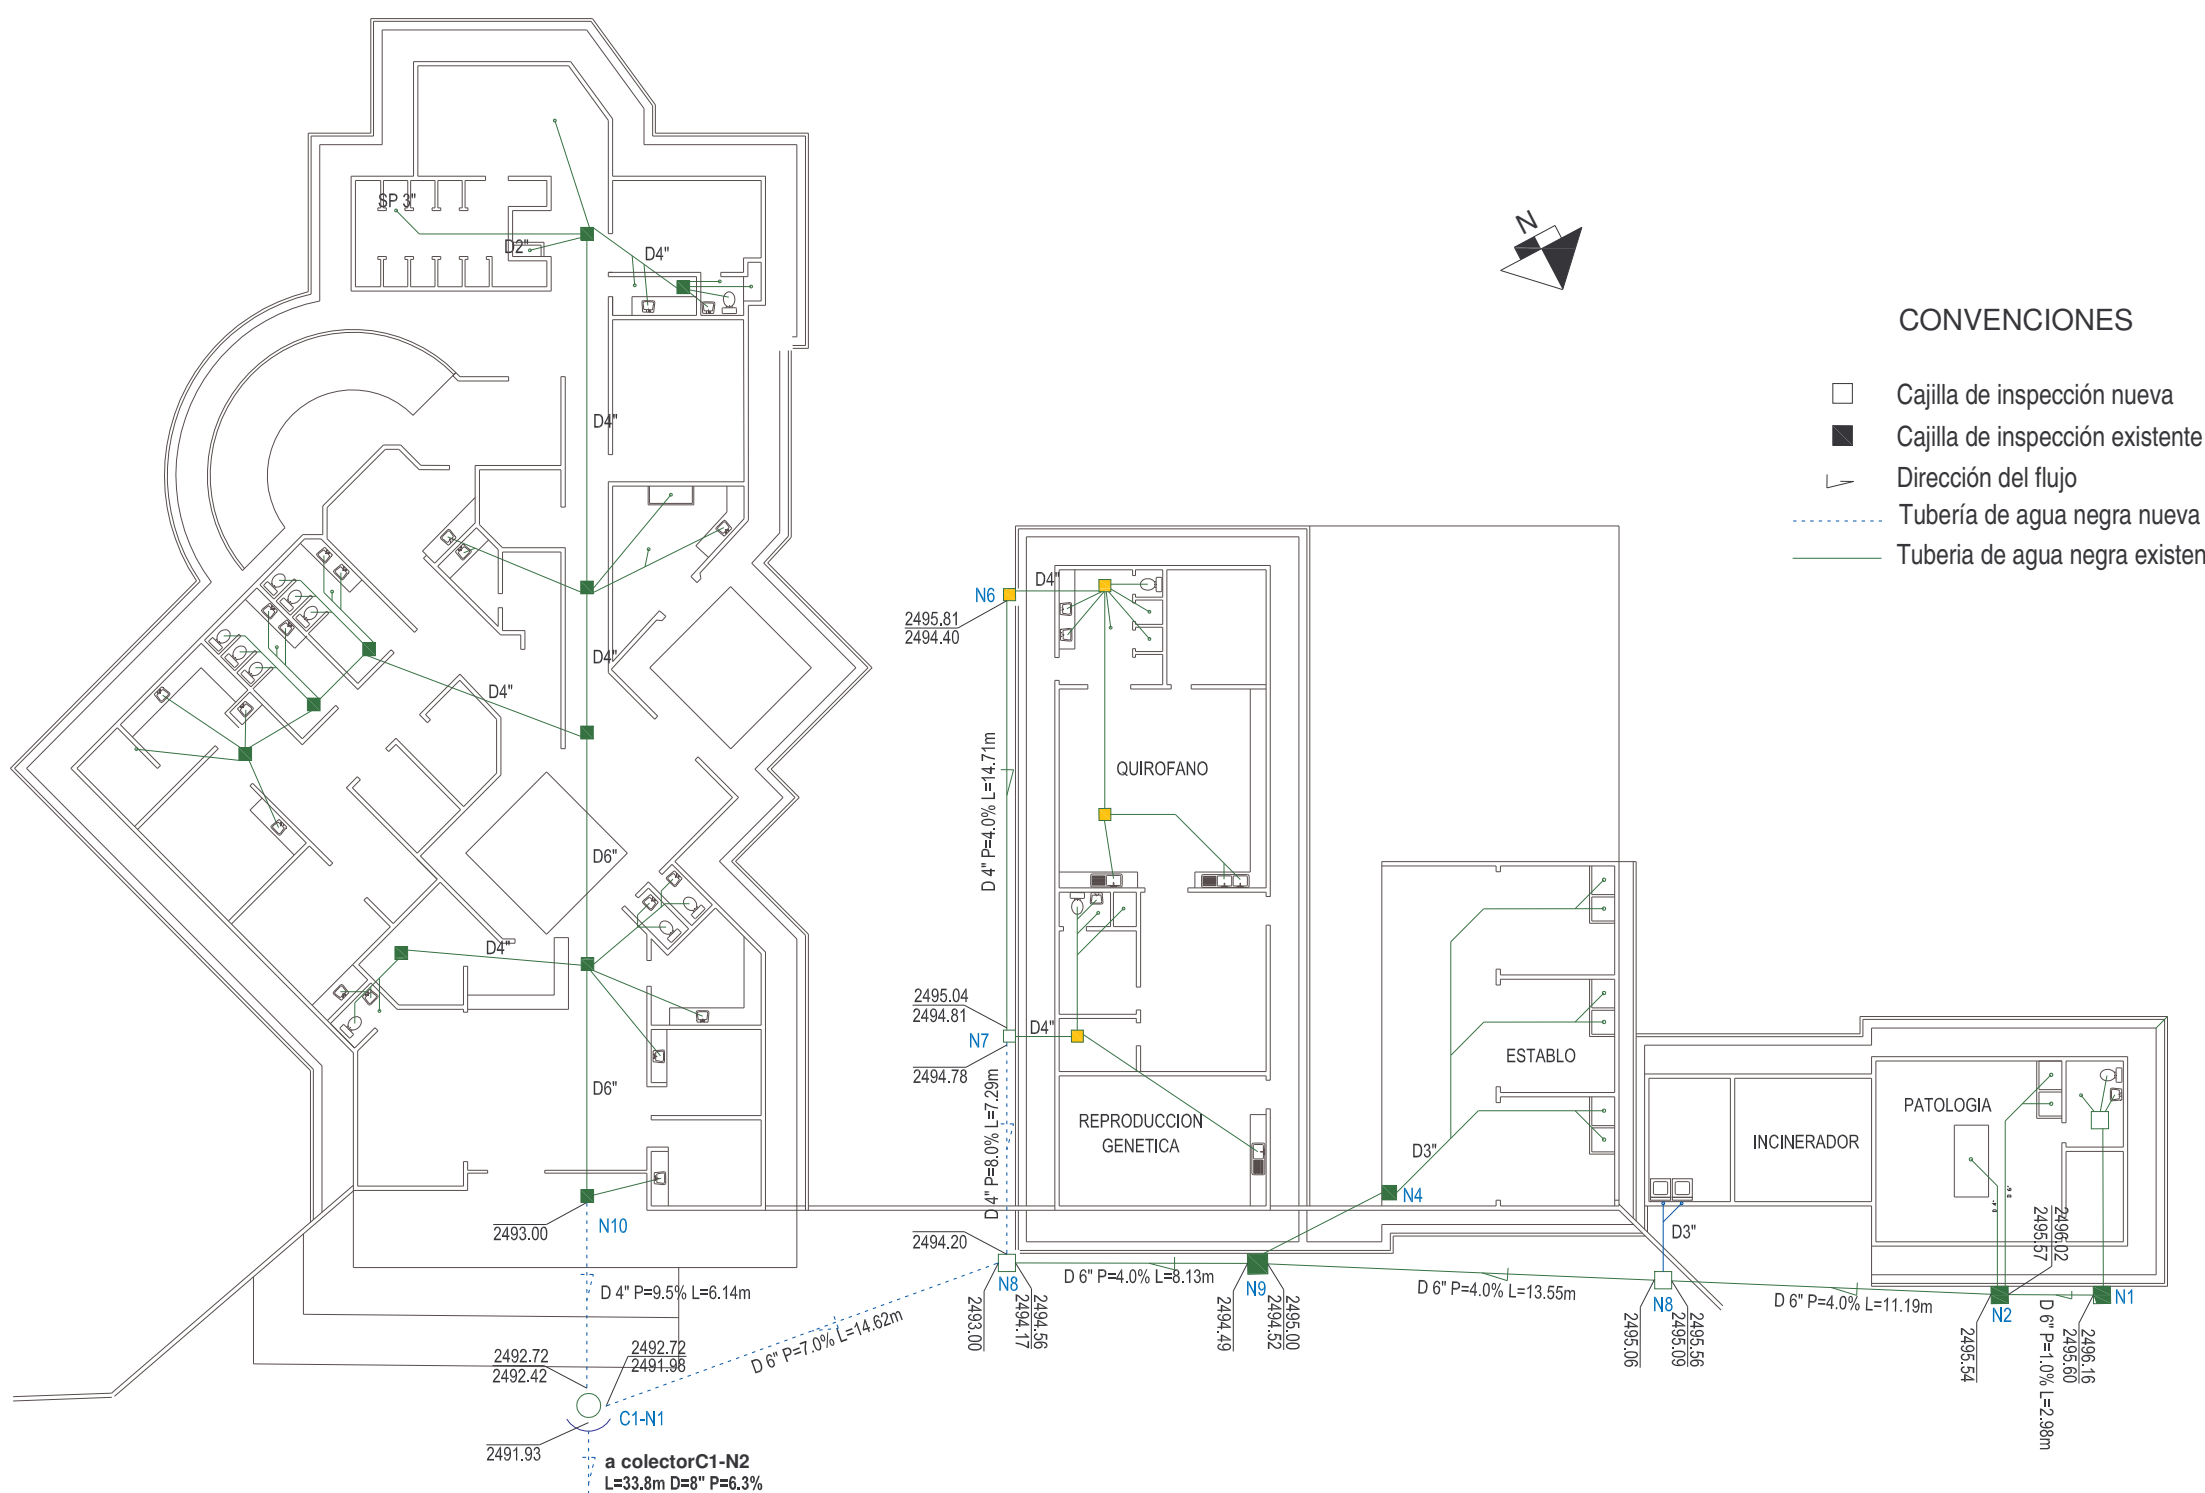 N
CONVENCIONES
Cajilla de inspección nueva
Cajilla de inspección existente
Dirección del flujo
Tubería de agua negra nueva
Tuberia de agua negra existen
SP 3"
D2"
D4"
D4"
D4"
D4"
D6"
D4"
D6"
N10
2493.00
D 4" P=9.5% L=6.14m
2492.72
2492.42
2492.72
2491.98
C1-N1
2491.93
a colectorC1-N2
L=33.8m D=8" P=6.3%
D 6" P=7.0% L=14.62m
N6
D4"
2495.81
2494.40
D 4" P=4.0% L=14.71m
QUIROFANO
2495.04
2494.81
N7
D4"
2494.78
D 4" P=8.0% L=7.29m
REPRODUCCION
GENETICA
2494.20
N8
2493.00
2494.56
2494.17
D 6" P=4.0% L=8.13m
N9
2494.49
2495.00
2494.52
ESTABLO
D3"
N4
D 6" P=4.0% L=13.55m
INCINERADOR
D3"
N8
2495.06
2495.56
2495.09
D 6" P=4.0% L=11.19m
PATOLOGIA
2496.02
2495.57
N2
2495.54
D 6" P=1.0% L=2.98m
N1
2496.16
2495.60